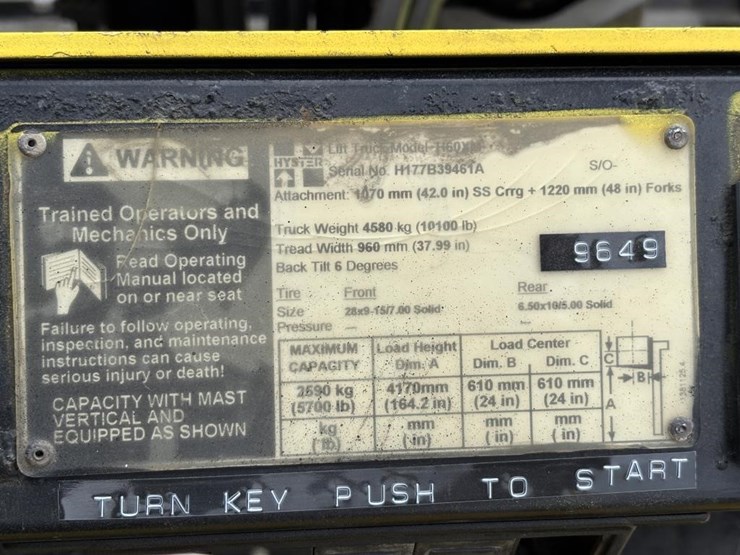 WARNING
Trained Operators and
Mechanics Only
Read Operating
Manual located
on or near seat
Failure to follow operating,
inspection, and maintenance
instructions can cause
serious injury or death!
CAPACITY WITH MAST
VERTICAL AND
EQUIPPED AS SHOWN
HYSTER
Lift Truck Model H60XM
Serial No. H177B39461A S/O-
Attachment: 1070 mm (42.0 in) SS Crrg + 1220 mm (48 in) Forks
Truck Weight 4580 kg (10100 lb)
Tread Width 960 mm (37.99 in)
Back Tilt 6 Degrees
9649
Tire Front Rear
Size 28x9-15/7.00 Solid 6.50x10/5.00 Solid
Pressure — —
MAXIMUM CAPACITY Load Height Dim. A Load Center Dim. B Dim. C
2590 kg (5700 lb) 4170mm (164.2 in) 610 mm (24 in) 610 mm (24 in)
kg ( lb) mm ( in) mm ( in) mm ( in)
C
B
A
TURN KEY PUSH TO START